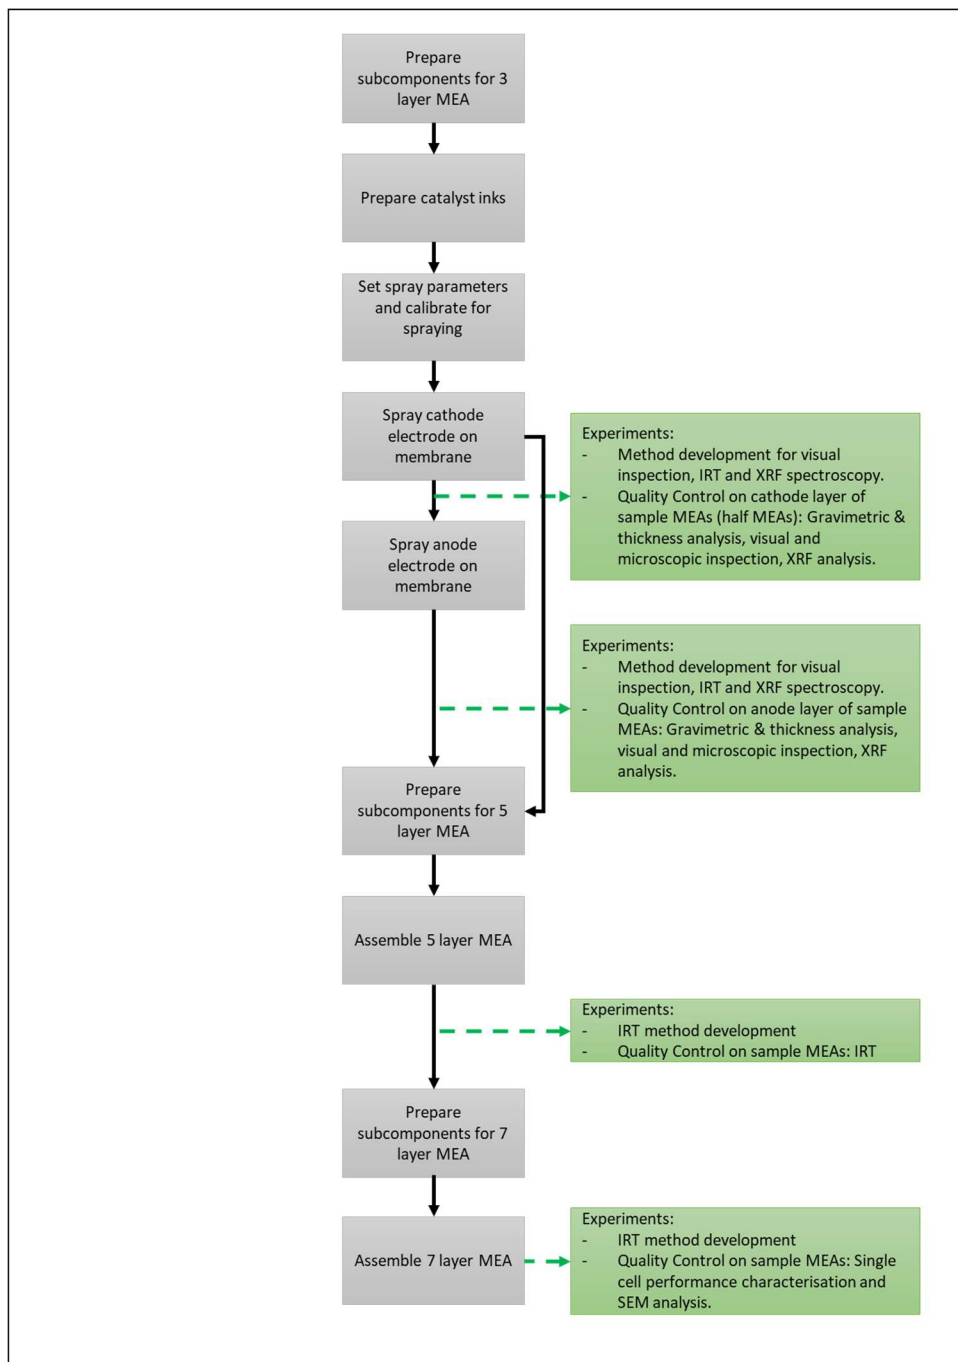 Prepare
subcomponents for 3
layer MEA
Prepare catalyst inks
Set spray parameters
and calibrate for
spraying
Spray cathode
electrode on
membrane
Experiments:
- Method development for visual
inspection, IRT and XRF spectroscopy.
- Quality Control on cathode layer of
sample MEAs (half MEAs): Gravimetric &
thickness analysis, visual and
microscopic inspection, XRF analysis.
Spray anode
electrode on
membrane
Experiments:
- Method development for visual
inspection, IRT and XRF spectroscopy.
- Quality Control on anode layer of sample
MEAs: Gravimetric & thickness analysis,
visual and microscopic inspection, XRF
analysis.
Prepare
subcomponents for 5
layer MEA
Assemble 5 layer MEA
Experiments:
- IRT method development
- Quality Control on sample MEAs: IRT
Prepare
subcomponents for 7
layer MEA
Assemble 7 layer MEA
Experiments:
- IRT method development
- Quality Control on sample MEAs: Single
cell performance characterisation and
SEM analysis.